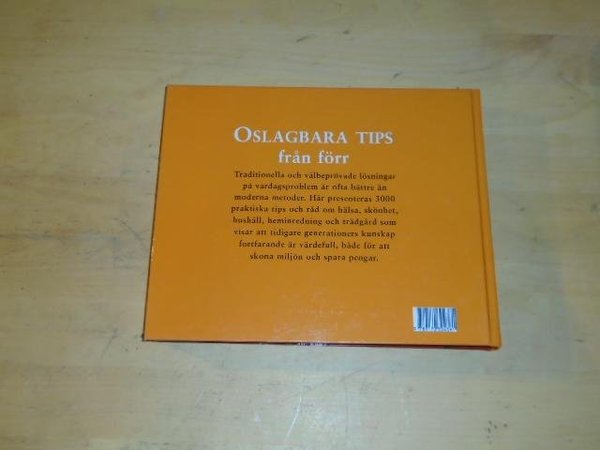 OSLAGBARA TIPS
från förr
Traditionella och välbeprövade lösningar
på vardagsproblem är ofta bättre än
moderna metoder. Här presenteras 3000
praktiska tips och råd om hälsa, skönhet,
hushåll, heminredning och trädgård som
visar att tidigare generationers kunskap
fortfarande är värdefull, både för att
skona miljön och spara pengar.